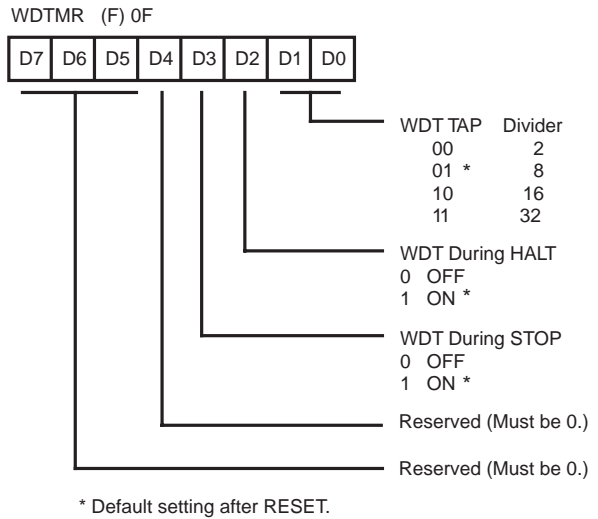 WDTMR (F) 0F
D7 D6 D5 D4 D3 D2 D1 D0
WDT TAP Divider
00 2
01 * 8
10 16
11 32
WDT During HALT
0 OFF
1 ON *
WDT During STOP
0 OFF
1 ON *
Reserved (Must be 0.)
Reserved (Must be 0.)
* Default setting after RESET.